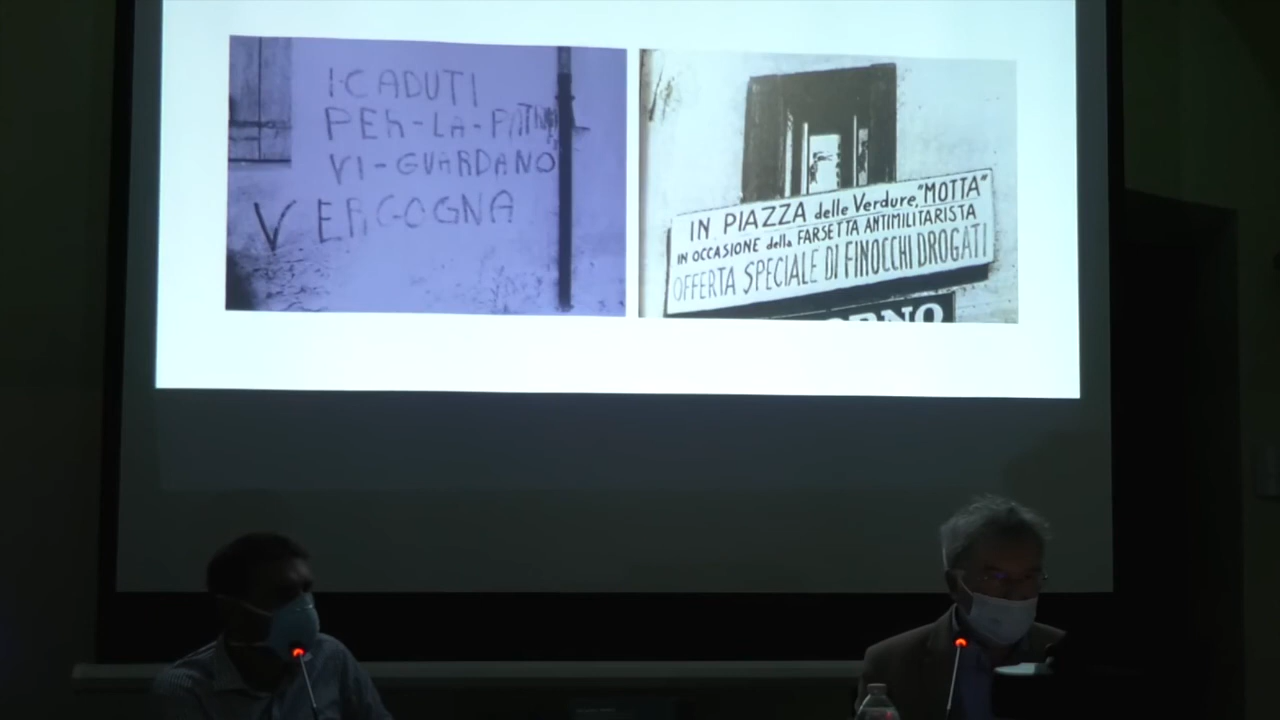 I-CADUTI
PER-LA-PATRIA
VI-GUARDANO
VERGOGNA
IN PIAZZA delle Verdure, "MOTTA"
IN OCCASIONE della FARSETTA ANTIMILITARISTA
OFFERTA SPECIALE DI FINOCCHI DROGATI